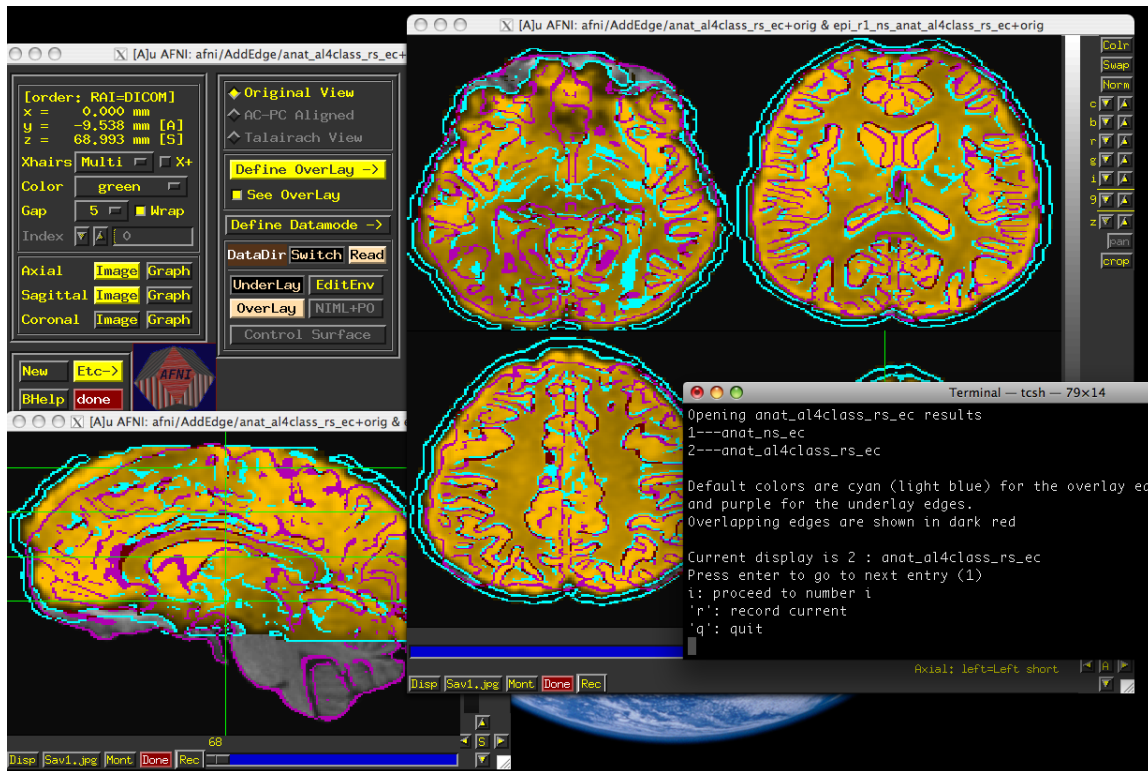 [A]u AFNI: afni/AddEdge/anat_al4class_rs_ec+orig & epi_r1_ns_anat_al4class_rs_ec+orig
[A]u AFNI: afni/AddEdge/anat_al4class_rs_ec+
[order: RAI=DICOM]
x = 0.000 mm
y = -9.538 mm [A]
z = 68.993 mm [S]
Xhairs Multi X+
Color green
Gap 5 Wrap
Index 0
Axial Image Graph
Sagittal Image Graph
Coronal Image Graph
New Etc->
BHelp done
AFNI
Original View
AC-PC Aligned
Talairach View
Define OverLay ->
See OverLay
Define Datamode ->
DataDir Switch Read
UnderLay EditEnv
OverLay NIML+PO
Control Surface
Colr
Swap
Norm
c
b
r
g
i
9
z
pan
crop
[A]u AFNI: afni/AddEdge/anat_al4class_rs_ec+orig &
68
Disp Sav1.jpg Mont Done Rec
S
Terminal — tcsh — 79×14
Opening anat_al4class_rs_ec results
1---anat_ns_ec
2---anat_al4class_rs_ec
Default colors are cyan (light blue) for the overlay ed
and purple for the underlay edges.
Overlapping edges are shown in dark red
Current display is 2 : anat_al4class_rs_ec
Press enter to go to next entry (1)
i: proceed to number i
'r': record current
'q': quit
Axial: left=Left short
Disp Sav1.jpg Mont Done Rec
A